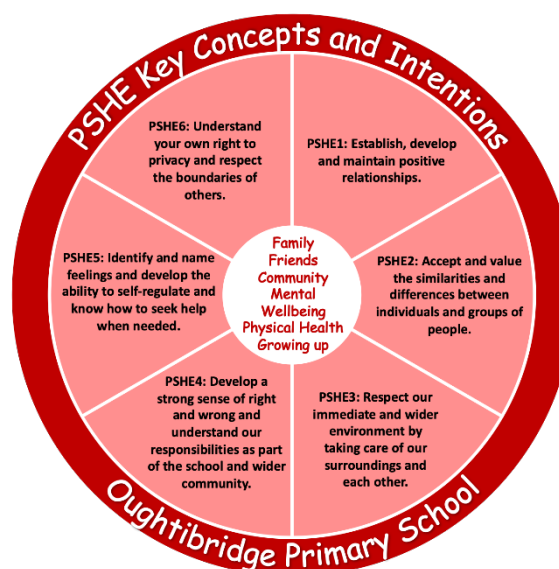 PSHE Key Concepts and Intentions
PSHE6: Understand
your own right to
privacy and respect
the boundaries of
others.
PSHE1: Establish, develop
and maintain positive
relationships.
PSHE5: Identify and name
feelings and develop the
ability to self-regulate and
know how to seek help
when needed.
Family
Friends
Community
Mental
Wellbeing
Physical Health
Growing up
PSHE2: Accept and value
the similarities and
differences between
individuals and groups of
people.
PSHE4: Develop a
strong sense of right
and wrong and
understand our
responsibilities as part
of the school and wider
community.
PSHE3: Respect our
immediate and wider
environment by
taking care of our
surroundings and
each other.
Oughtibridge Primary School